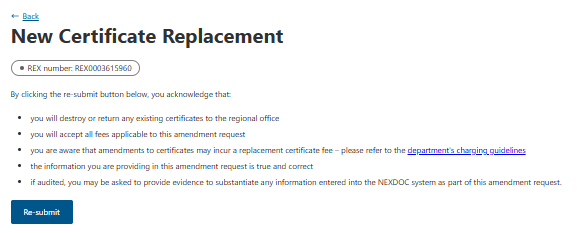 ← Back
New Certificate Replacement
• REX number: REX0003615960
By clicking the re-submit button below, you acknowledge that:
• you will destroy or return any existing certificates to the regional office
• you will accept all fees applicable to this amendment request
• you are aware that amendments to certificates may incur a replacement certificate fee – please refer to the department's charging guidelines
• the information you are providing in this amendment request is true and correct
• if audited, you may be asked to provide evidence to substantiate any information entered into the NEXDOC system as part of this amendment request.
Re-submit